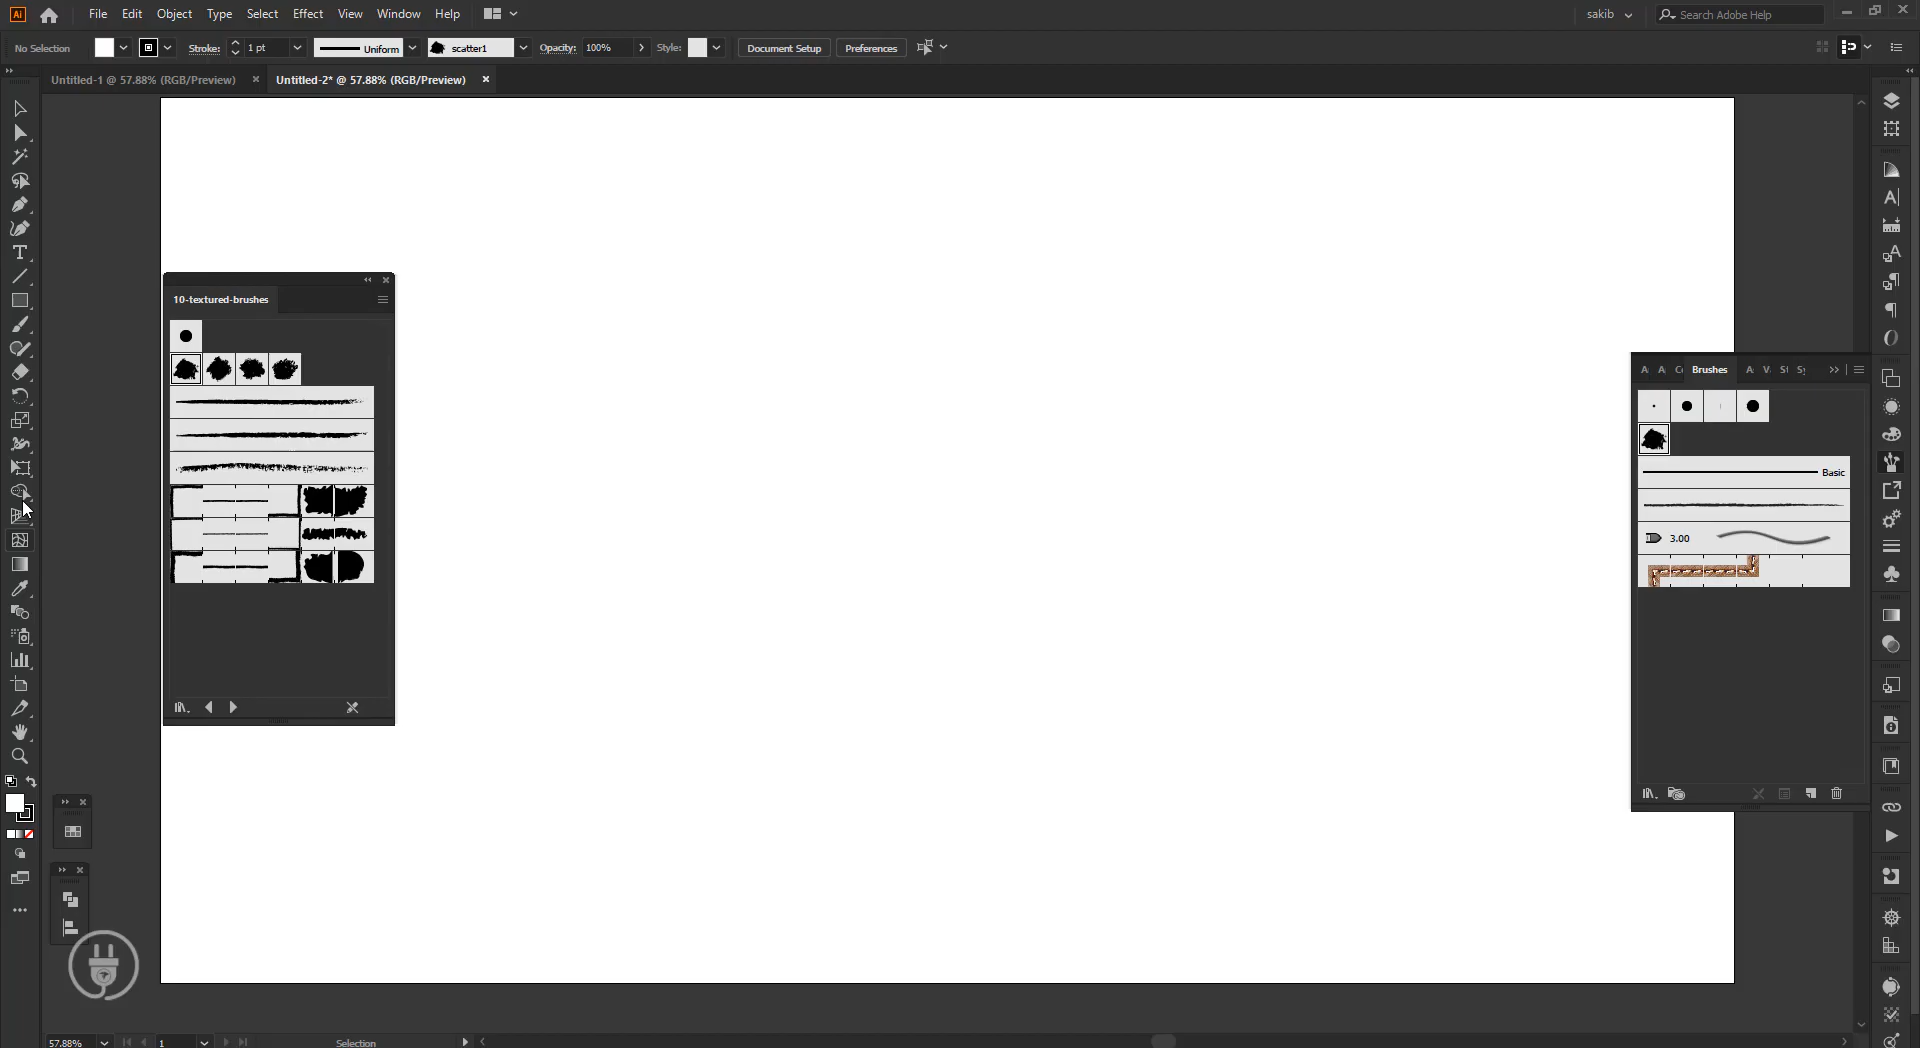 Ai File Edit Object Type Select Effect View Window Help sakib Search Adobe Help
No Selection Stroke: 1 pt Uniform scatter1 Opacity: 100% Style: Document Setup Preferences
Untitled-1 @ 57.88% (RGB/Preview) Untitled-2* @ 57.88% (RGB/Preview)
10-textured-brushes
Brushes
Basic
3.00
57.88% 1 Selection